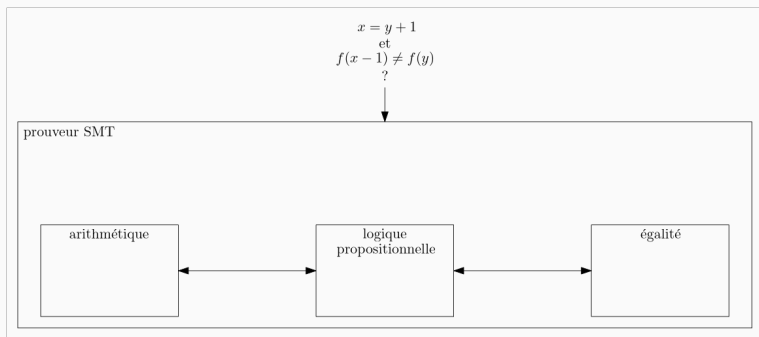 x = y + 1
et
f(x − 1) ≠ f(y)
?
prouveur SMT
arithmétique
logique
propositionnelle
égalité